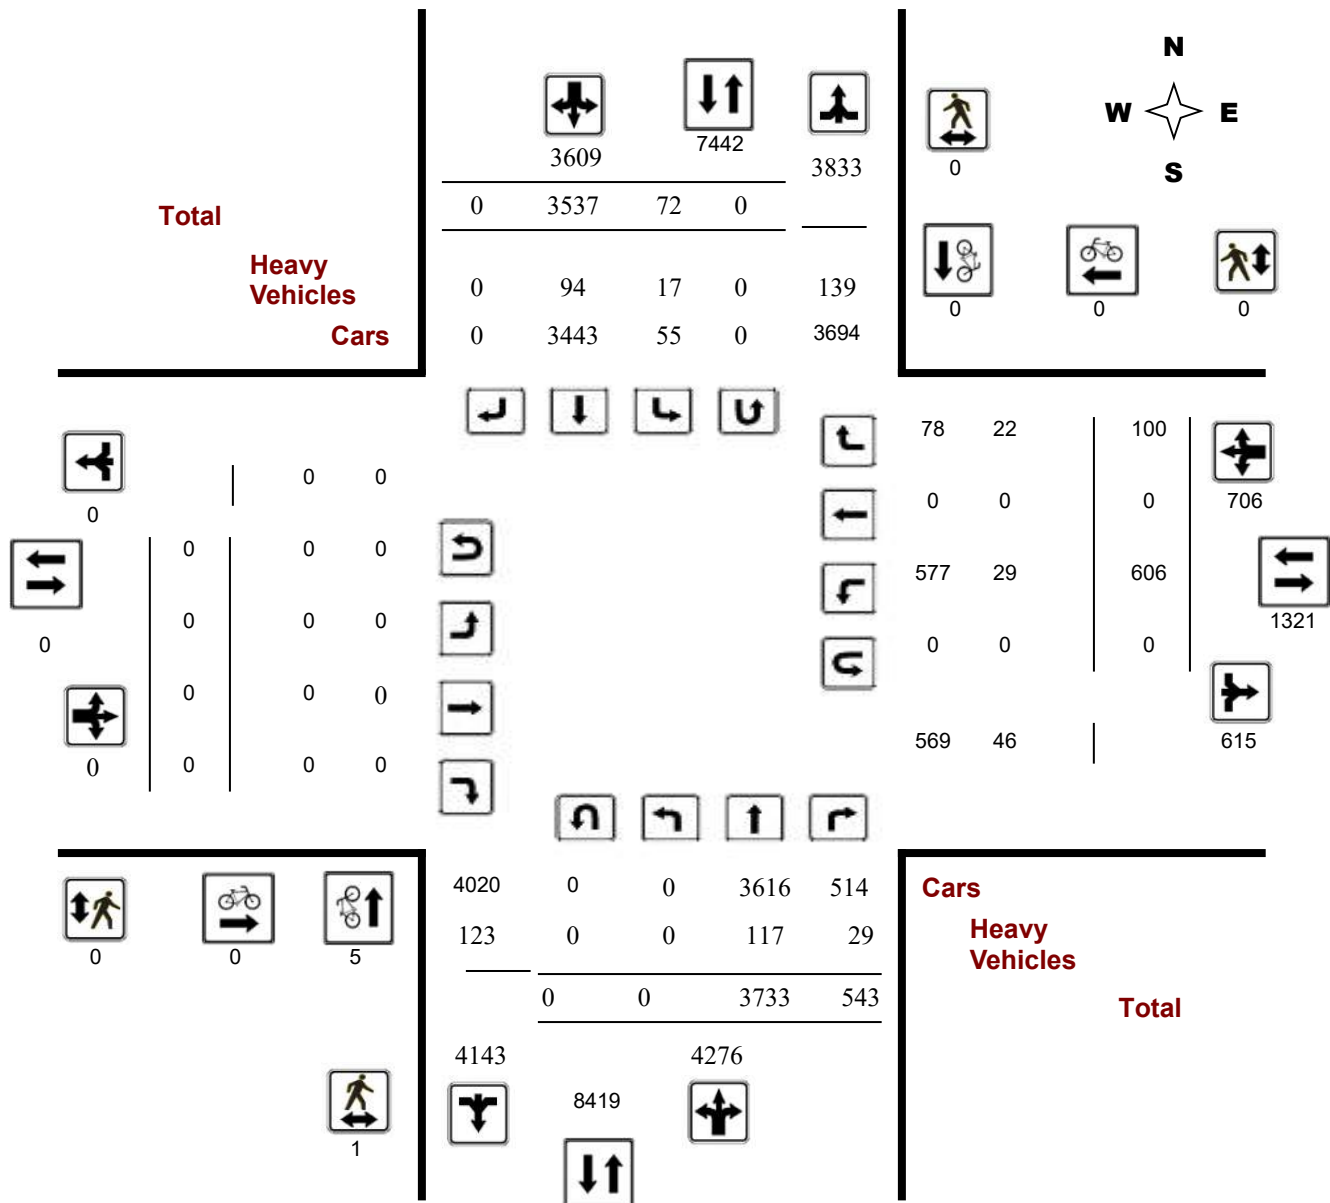 N
W E
S
3609 7442 3833 0
Total 0 3537 72 0
Heavy
Vehicles 0 94 17 0 139
Cars 0 3443 55 0 3694
0 0 0
78 22 100
0 0 0 706
577 29 606
0 0 0 1321
569 46 615
0 0
0
0 0 0
0 0 0
0
0 0 0
0 0 0
0
4020 0 0 3616 514 Cars
123 0 0 117 29 Heavy
Vehicles
0 0 5
0 0 3733 543 Total
4143 4276
8419
1